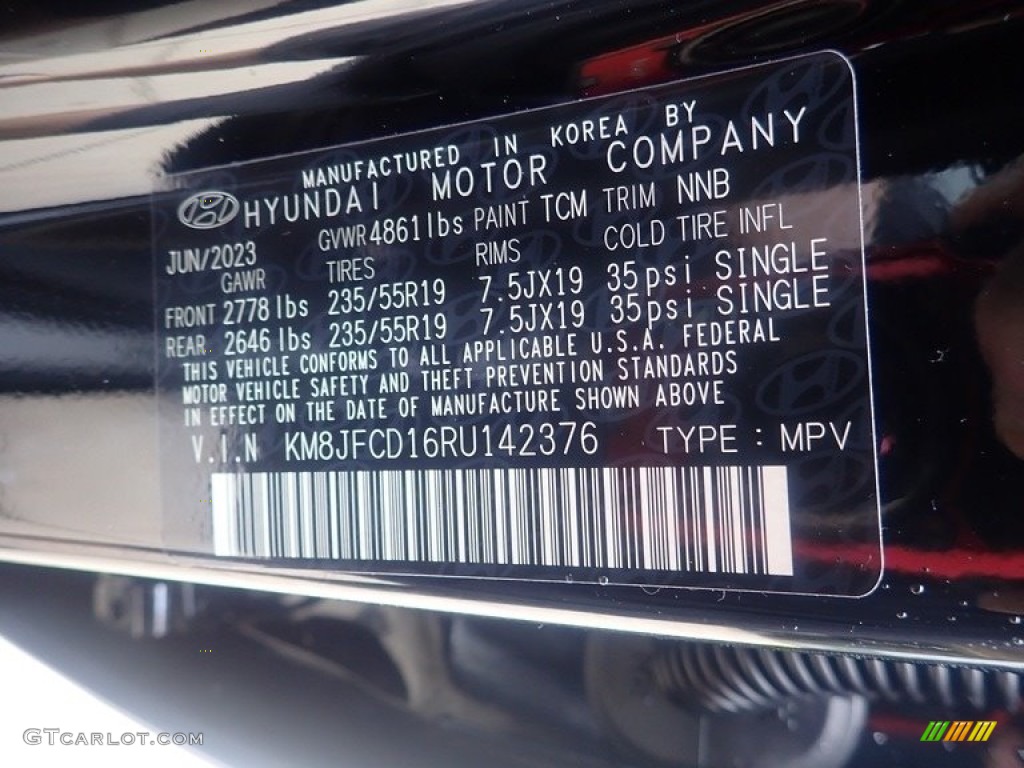 MANUFACTURED IN KOREA BY
HYUNDAI MOTOR COMPANY
JUN/2023 GVWR 4861 lbs PAINT TCM TRIM NNB
GAWR TIRES RIMS COLD TIRE INFL
FRONT 2778 lbs 235/55R19 7.5JX19 35psi SINGLE
REAR 2646 lbs 235/55R19 7.5JX19 35psi SINGLE
THIS VEHICLE CONFORMS TO ALL APPLICABLE U.S.A. FEDERAL
MOTOR VEHICLE SAFETY AND THEFT PREVENTION STANDARDS
IN EFFECT ON THE DATE OF MANUFACTURE SHOWN ABOVE
V.I.N KM8JFCD16RU142376 TYPE : MPV
GTCARLOT.COM